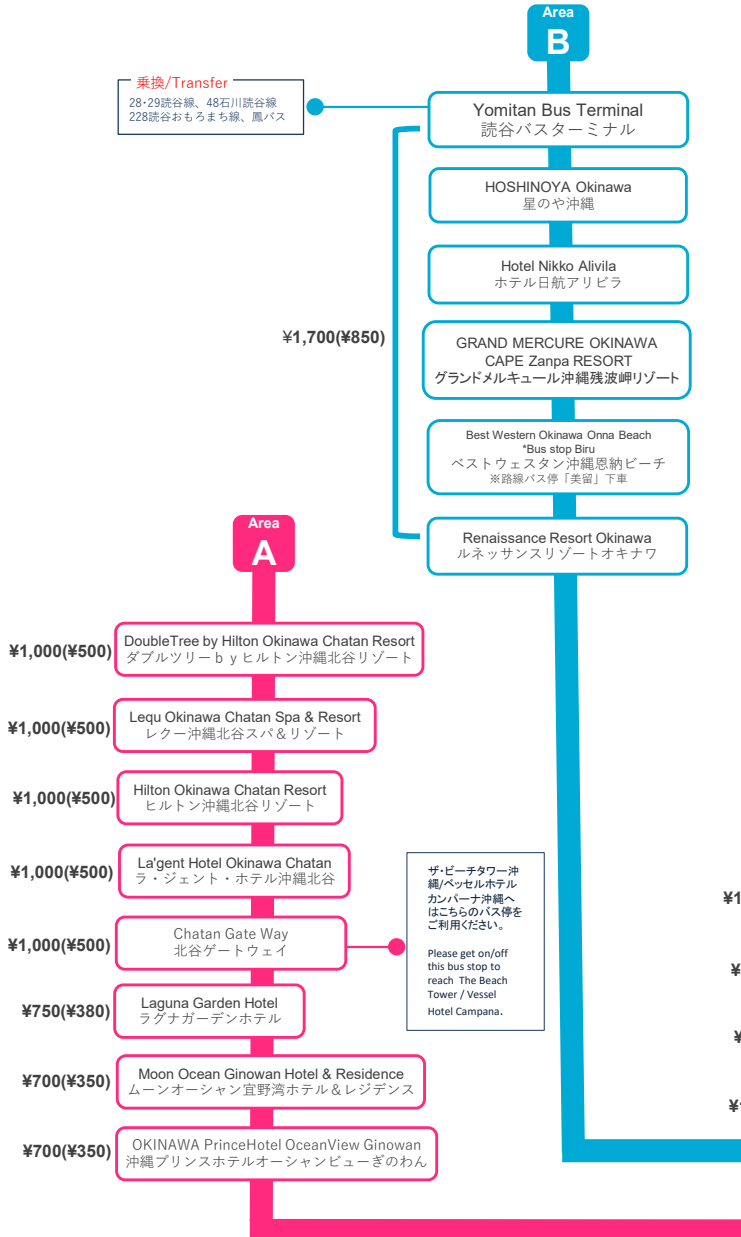 Area
B
乗換/Transfer
28･29読谷線、48石川読谷線
228読谷おもろまち線、鳳バス
Yomitan Bus Terminal
読谷バスターミナル
HOSHINOYA Okinawa
星のや沖縄
Hotel Nikko Alivila
ホテル日航アリビラ
¥1,700(¥850)
GRAND MERCURE OKINAWA
CAPE Zanpa RESORT
グランドメルキュール沖縄残波岬リゾート
Best Western Okinawa Onna Beach
*Bus stop Biru
ベストウェスタン沖縄恩納ビーチ
※路線バス停「美留」下車
Renaissance Resort Okinawa
ルネッサンスリゾートオキナワ
Area
A
¥1,000(¥500)
DoubleTree by Hilton Okinawa Chatan Resort
ダブルツリーｂｙヒルトン沖縄北谷リゾート
¥1,000(¥500)
Lequ Okinawa Chatan Spa & Resort
レクー沖縄北谷スパ＆リゾート
¥1,000(¥500)
Hilton Okinawa Chatan Resort
ヒルトン沖縄北谷リゾート
¥1,000(¥500)
La'gent Hotel Okinawa Chatan
ラ・ジェント・ホテル沖縄北谷
¥1,000(¥500)
Chatan Gate Way
北谷ゲートウェイ
ザ・ビーチタワー沖
縄/ベッセルホテル
カンパーナ沖縄へ
はこちらのバス停を
ご利用ください。
Please get on/off
this bus stop to
reach The Beach
Tower / Vessel
Hotel Campana.
¥750(¥380)
Laguna Garden Hotel
ラグナガーデンホテル
¥700(¥350)
Moon Ocean Ginowan Hotel & Residence
ムーンオーシャン宜野湾ホテル＆レジデンス
¥700(¥350)
OKINAWA PrinceHotel OceanView Ginowan
沖縄プリンスホテルオーシャンビューぎのわん
¥1
¥
¥
¥1